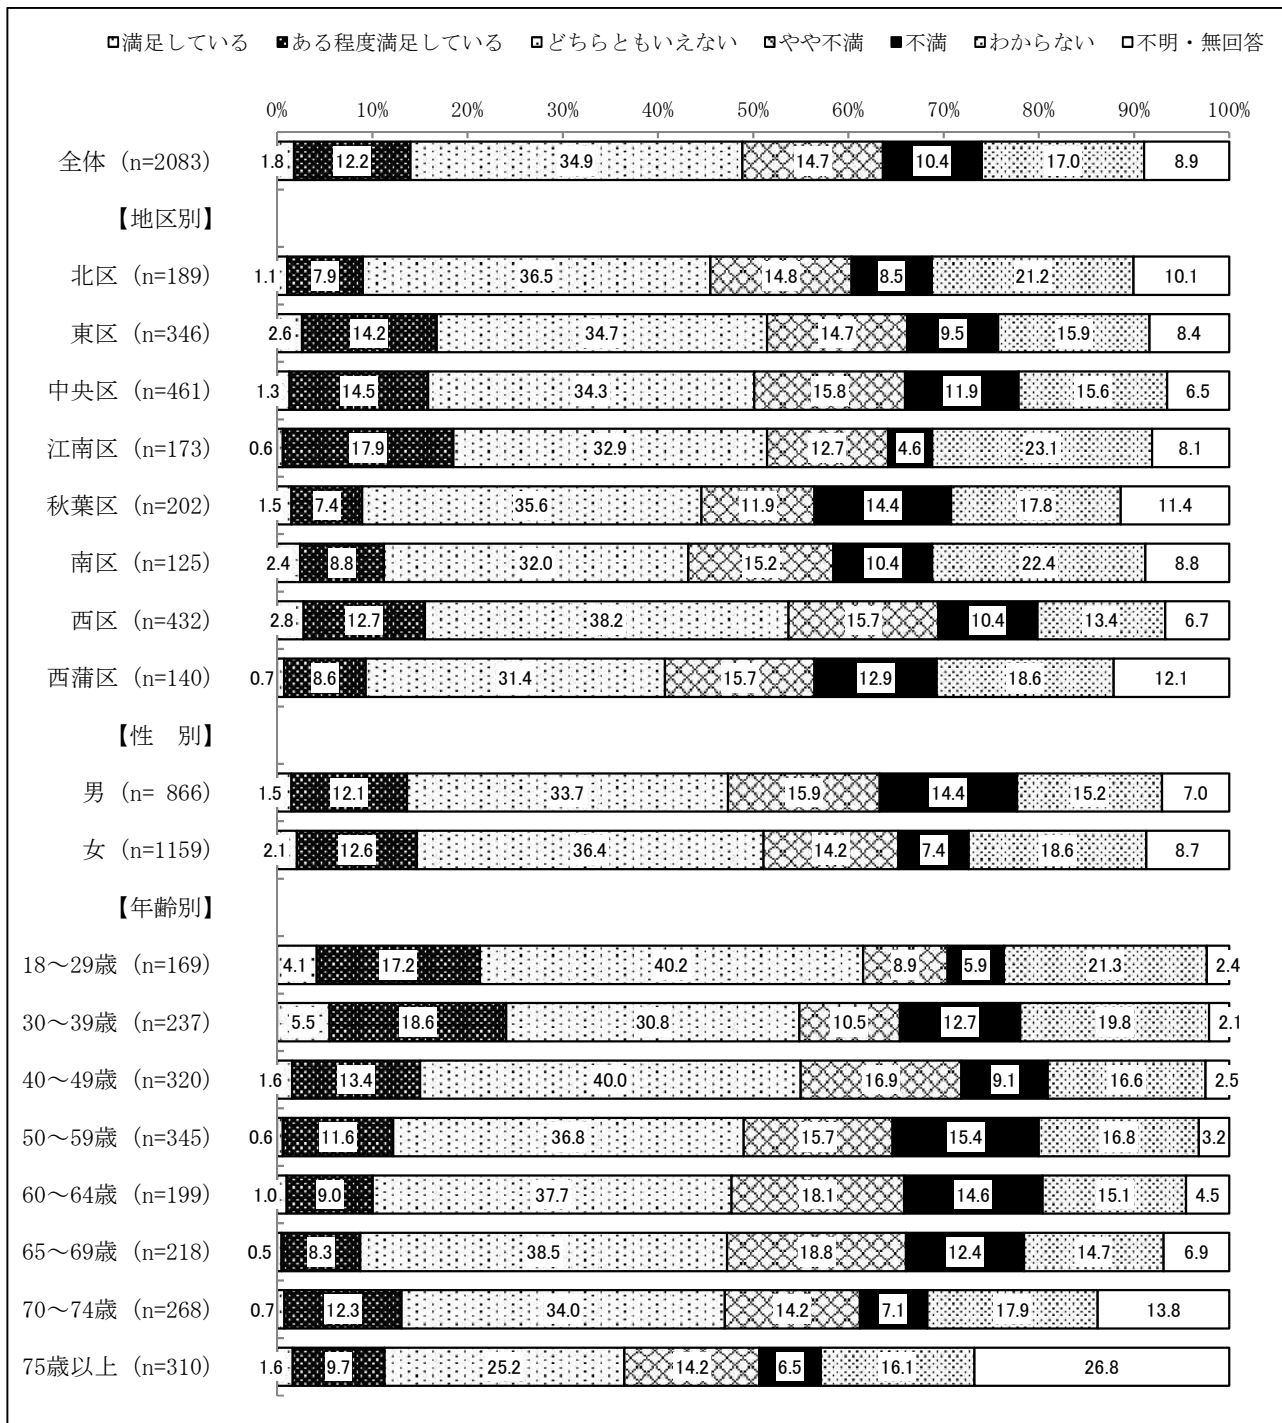 満足している ある程度満足している どちらともいえない やや不満 不満 わからない 不明・無回答
0% 10% 20% 30% 40% 50% 60% 70% 80% 90% 100%
全体 (n=2083) 1.8 12.2 34.9 14.7 10.4 17.0 8.9
【地区別】
北区 (n=189) 1.1 7.9 36.5 14.8 8.5 21.2 10.1
東区 (n=346) 2.6 14.2 34.7 14.7 9.5 15.9 8.4
中央区 (n=461) 1.3 14.5 34.3 15.8 11.9 15.6 6.5
江南区 (n=173) 0.6 17.9 32.9 12.7 4.6 23.1 8.1
秋葉区 (n=202) 1.5 7.4 35.6 11.9 14.4 17.8 11.4
南区 (n=125) 2.4 8.8 32.0 15.2 10.4 22.4 8.8
西区 (n=432) 2.8 12.7 38.2 15.7 10.4 13.4 6.7
西蒲区 (n=140) 0.7 8.6 31.4 15.7 12.9 18.6 12.1
【性　別】
男 (n= 866) 1.5 12.1 33.7 15.9 14.4 15.2 7.0
女 (n=1159) 2.1 12.6 36.4 14.2 7.4 18.6 8.7
【年齢別】
18～29歳 (n=169) 4.1 17.2 40.2 8.9 5.9 21.3 2.4
30～39歳 (n=237) 5.5 18.6 30.8 10.5 12.7 19.8 2.1
40～49歳 (n=320) 1.6 13.4 40.0 16.9 9.1 16.6 2.5
50～59歳 (n=345) 0.6 11.6 36.8 15.7 15.4 16.8 3.2
60～64歳 (n=199) 1.0 9.0 37.7 18.1 14.6 15.1 4.5
65～69歳 (n=218) 0.5 8.3 38.5 18.8 12.4 14.7 6.9
70～74歳 (n=268) 0.7 12.3 34.0 14.2 7.1 17.9 13.8
75歳以上 (n=310) 1.6 9.7 25.2 14.2 6.5 16.1 26.8